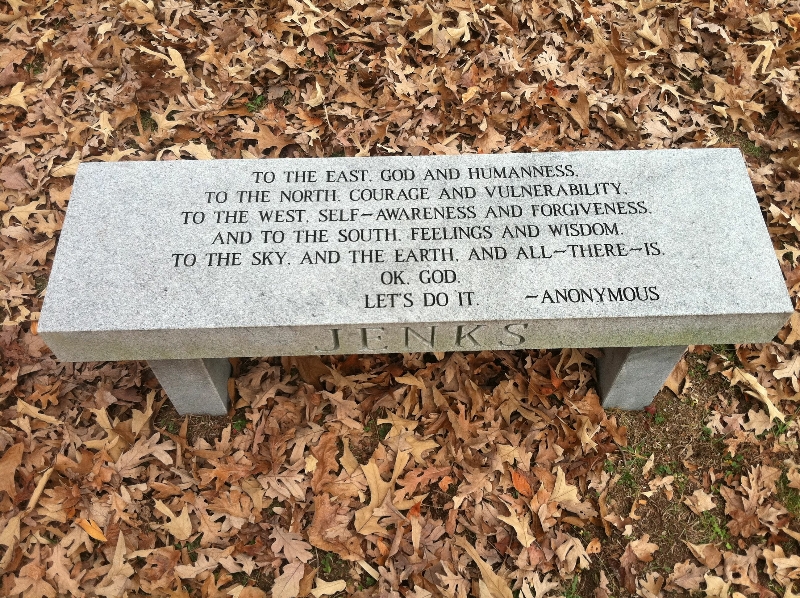 TO THE EAST, GOD AND HUMANNESS.
TO THE NORTH, COURAGE AND VULNERABILITY,
TO THE WEST, SELF-AWARENESS AND FORGIVENESS.
AND TO THE SOUTH, FEELINGS AND WISDOM.
TO THE SKY, AND THE EARTH, AND ALL-THERE-IS.
OK, GOD.
LET'S DO IT. ~ANONYMOUS
JENKS